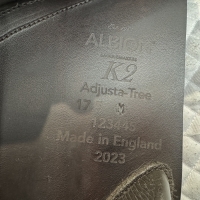 ALBION
K2
Adjusta-Tree
17 M
Made in England
2023